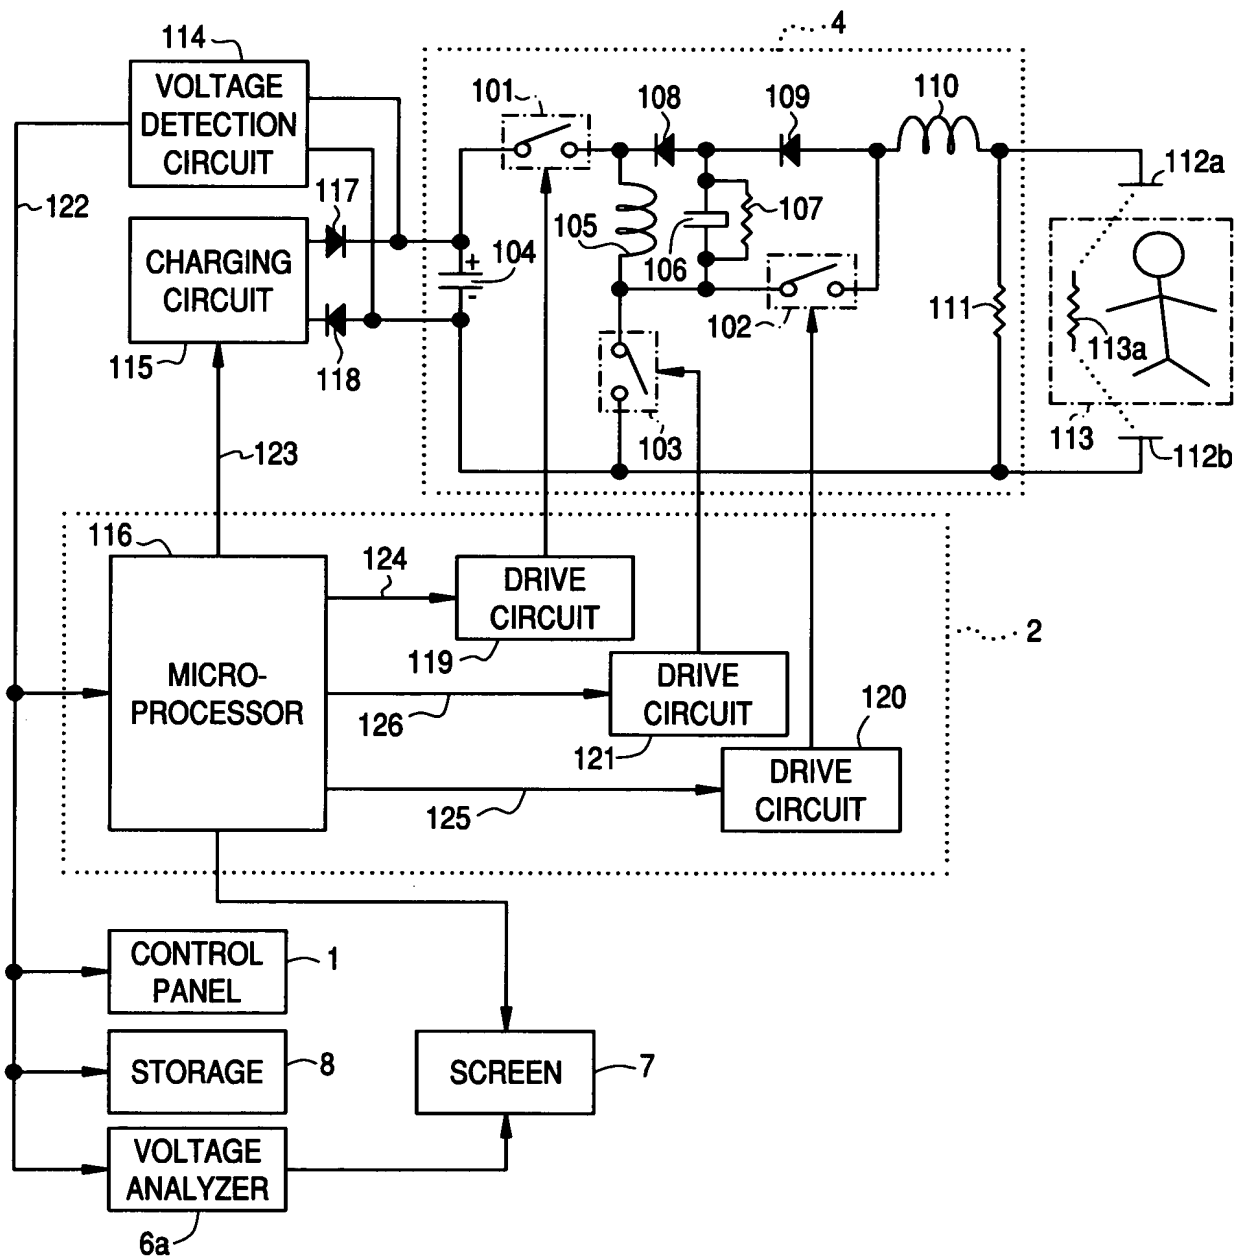 4
114
VOLTAGE
DETECTION
CIRCUIT
101
108
109
110
112a
122
117
107
105
106
CHARGING
CIRCUIT
+
104
-
102
111
113a
115
118
103
113
112b
123
116
124
DRIVE
CIRCUIT
2
119
MICRO-
PROCESSOR
DRIVE
CIRCUIT
126
121
120
DRIVE
CIRCUIT
125
CONTROL
PANEL
1
STORAGE
8
SCREEN
7
VOLTAGE
ANALYZER
6a